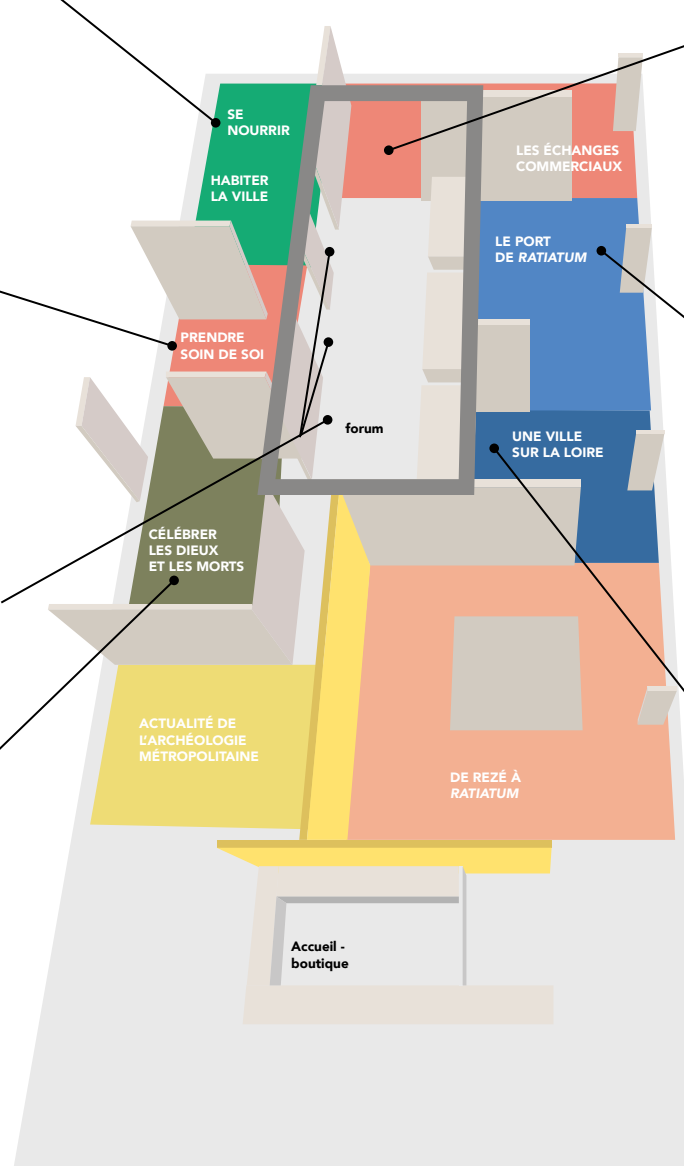 SE
NOURRIR
HABITER
LA VILLE
LES ÉCHANGES
COMMERCIAUX
LE PORT
DE RATIATUM
PRENDRE
SOIN DE SOI
forum
UNE VILLE
SUR LA LOIRE
CÉLÉBRER
LES DIEUX
ET LES MORTS
ACTUALITÉ DE
L'ARCHÉOLOGIE
MÉTROPOLITAINE
DE REZÉ À
RATIATUM
Accueil -
boutique